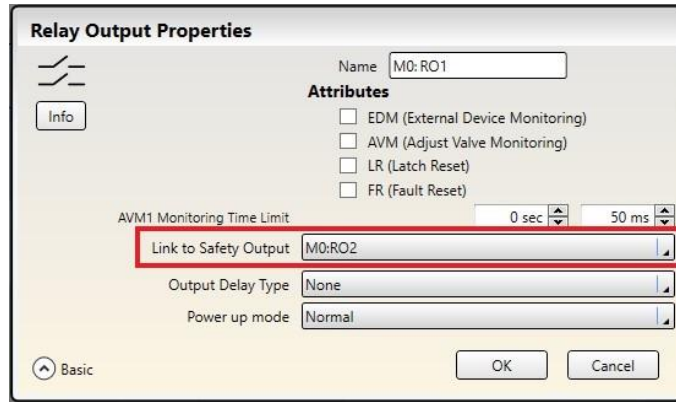 Relay Output Properties
Name M0: RO1
Attributes
Info
EDM (External Device Monitoring)
AVM (Adjust Valve Monitoring)
LR (Latch Reset)
FR (Fault Reset)
AVM1 Monitoring Time Limit 0 sec 50 ms
Link to Safety Output M0:RO2
Output Delay Type None
Power up mode Normal
Basic OK Cancel